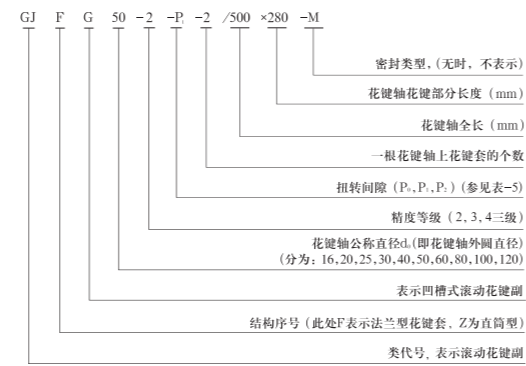 GJ F G 50 -2 -P₁ -2 /500 ×280 -M
密封类型，(无时，不表示)
花键轴花键部分长度（mm）
花键轴全长（mm）
一根花键轴上花键套的个数
扭转间隙（P₀,P₁,P₂）(参见表-5)
精度等级（2, 3, 4三级）
花键轴公称直径d₀(即花键轴外圆直径)
(分为: 16,20,25,30,40,50,60,80,100,120)
表示凹槽式滚动花键副
结构序号（此处F表示法兰型花键套，Z为直筒型）
类代号, 表示滚动花键副